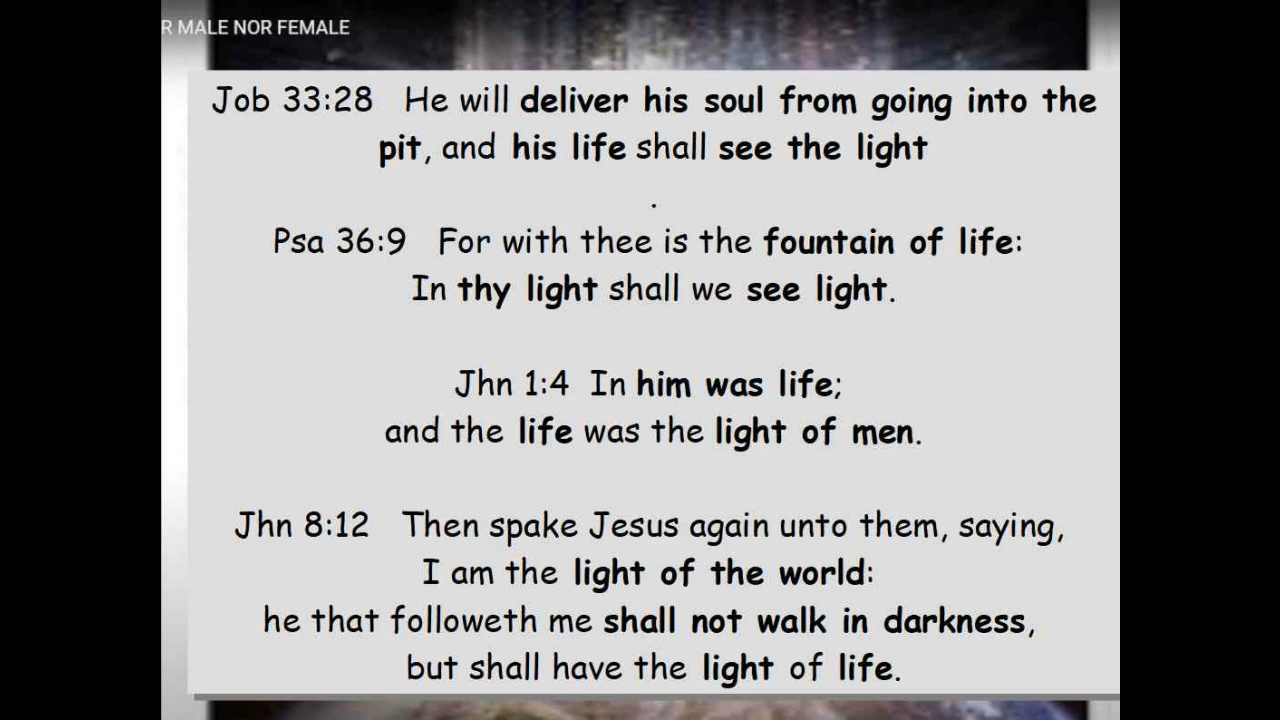 R MALE NOR FEMALE
Job 33:28 He will deliver his soul from going into the
pit, and his life shall see the light
.
Psa 36:9 For with thee is the fountain of life:
In thy light shall we see light.
Jhn 1:4 In him was life;
and the life was the light of men.
Jhn 8:12 Then spake Jesus again unto them, saying,
I am the light of the world:
he that followeth me shall not walk in darkness,
but shall have the light of life.